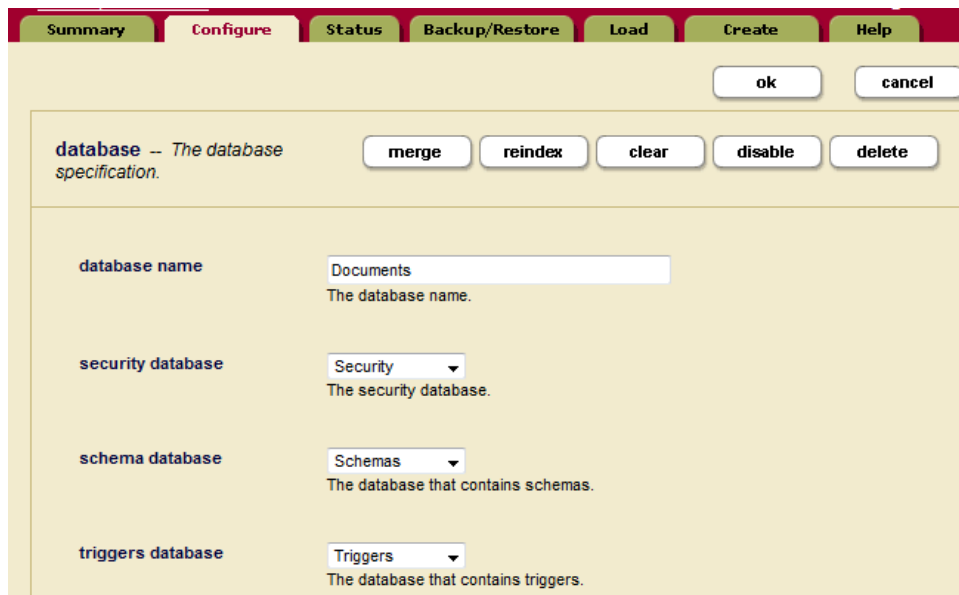 Summary Configure Status Backup/Restore Load Create Help
ok cancel
database -- The database merge reindex clear disable delete
specification.
database name Documents
The database name.
security database Security
The security database.
schema database Schemas
The database that contains schemas.
triggers database Triggers
The database that contains triggers.